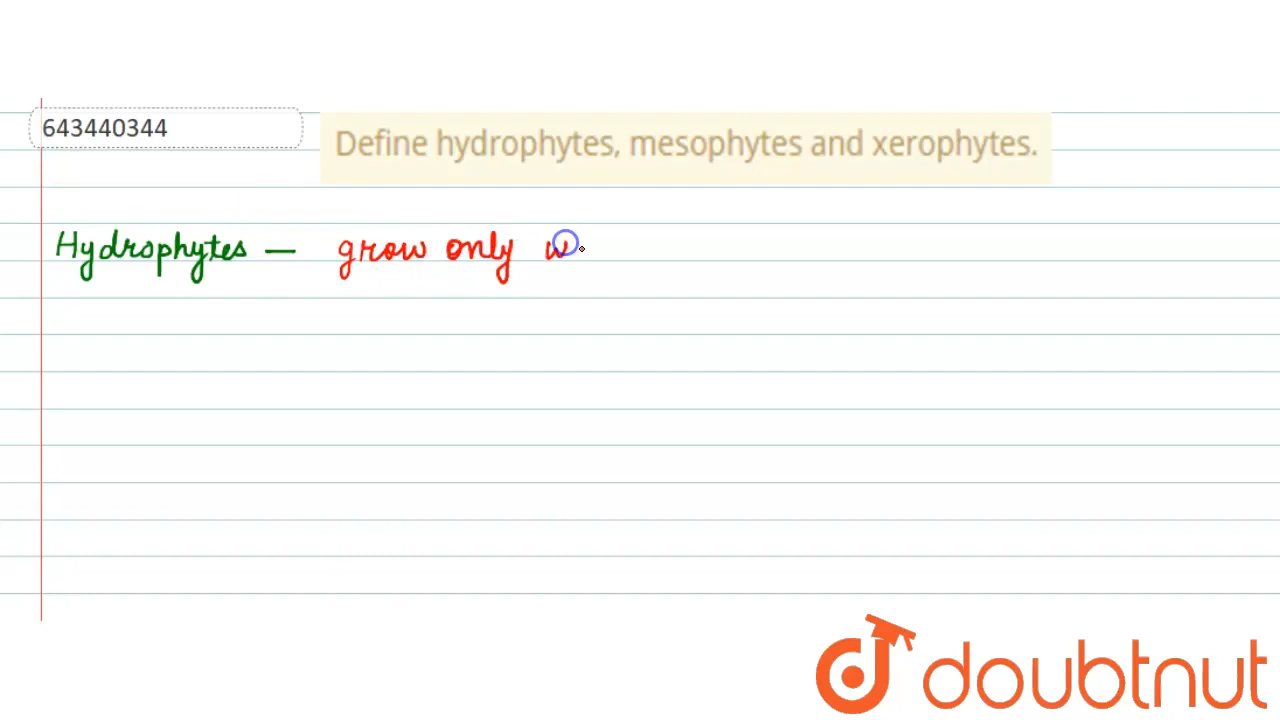 643440344
Define hydrophytes, mesophytes and xerophytes.
Hydrophytes — grow only w
doubtnut